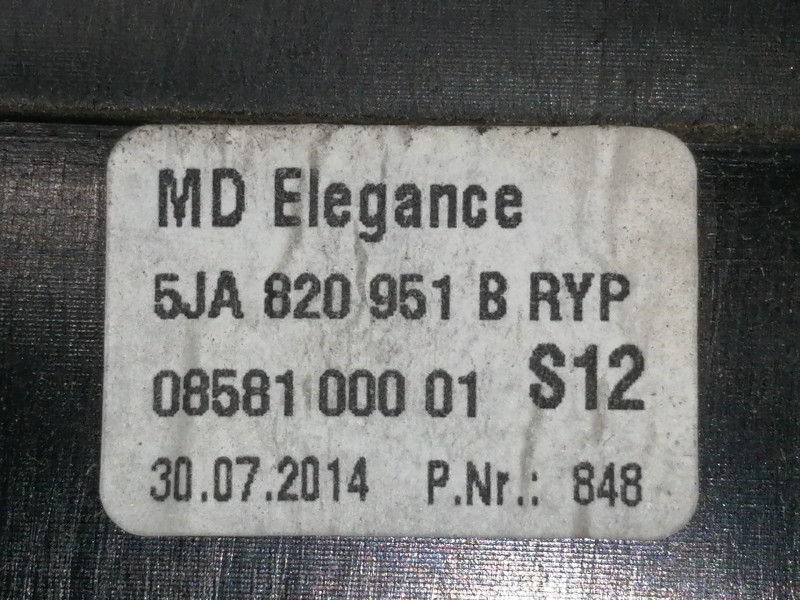 MD Elegance
5JA 820 951 B RYP
08581 000 01 S12
30.07.2014 P.Nr.: 848